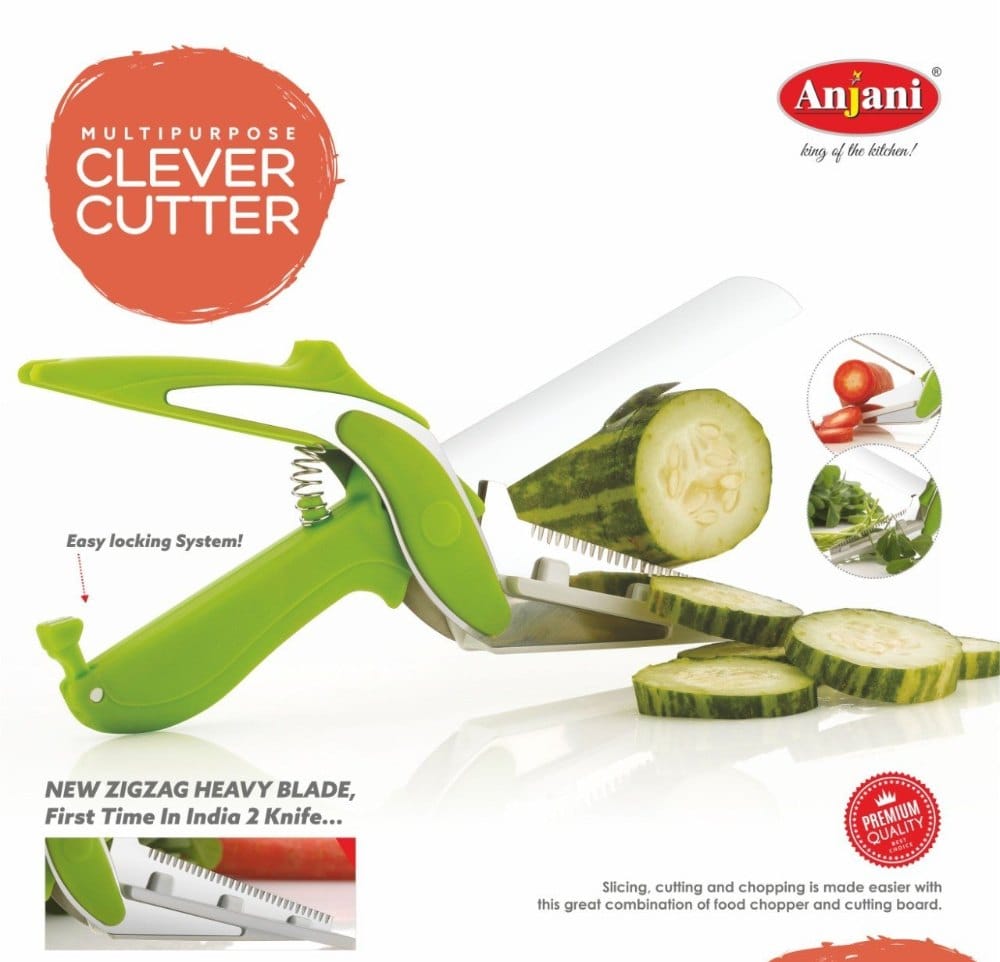 MULTIPURPOSE
CLEVER
CUTTER
Anjani®
king of the kitchen!
Easy locking System!
NEW ZIGZAG HEAVY BLADE,
First Time In India 2 Knife...
PREMIUM
QUALITY
BEST
CHOICE
Slicing, cutting and chopping is made easier with
this great combination of food chopper and cutting board.